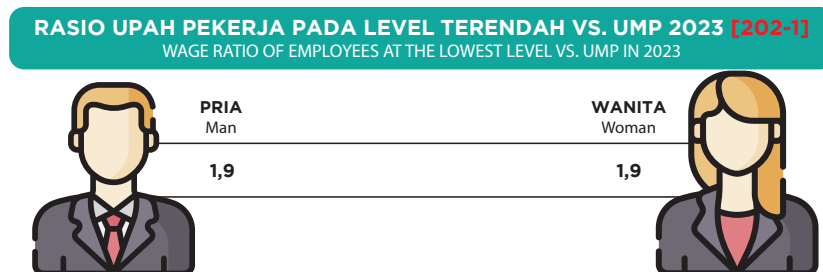 RASIO UPAH PEKERJA PADA LEVEL TERENDAH VS. UMP 2023 [202-1]
WAGE RATIO OF EMPLOYEES AT THE LOWEST LEVEL VS. UMP IN 2023
PRIA WANITA
Man Woman
1,9 1,9